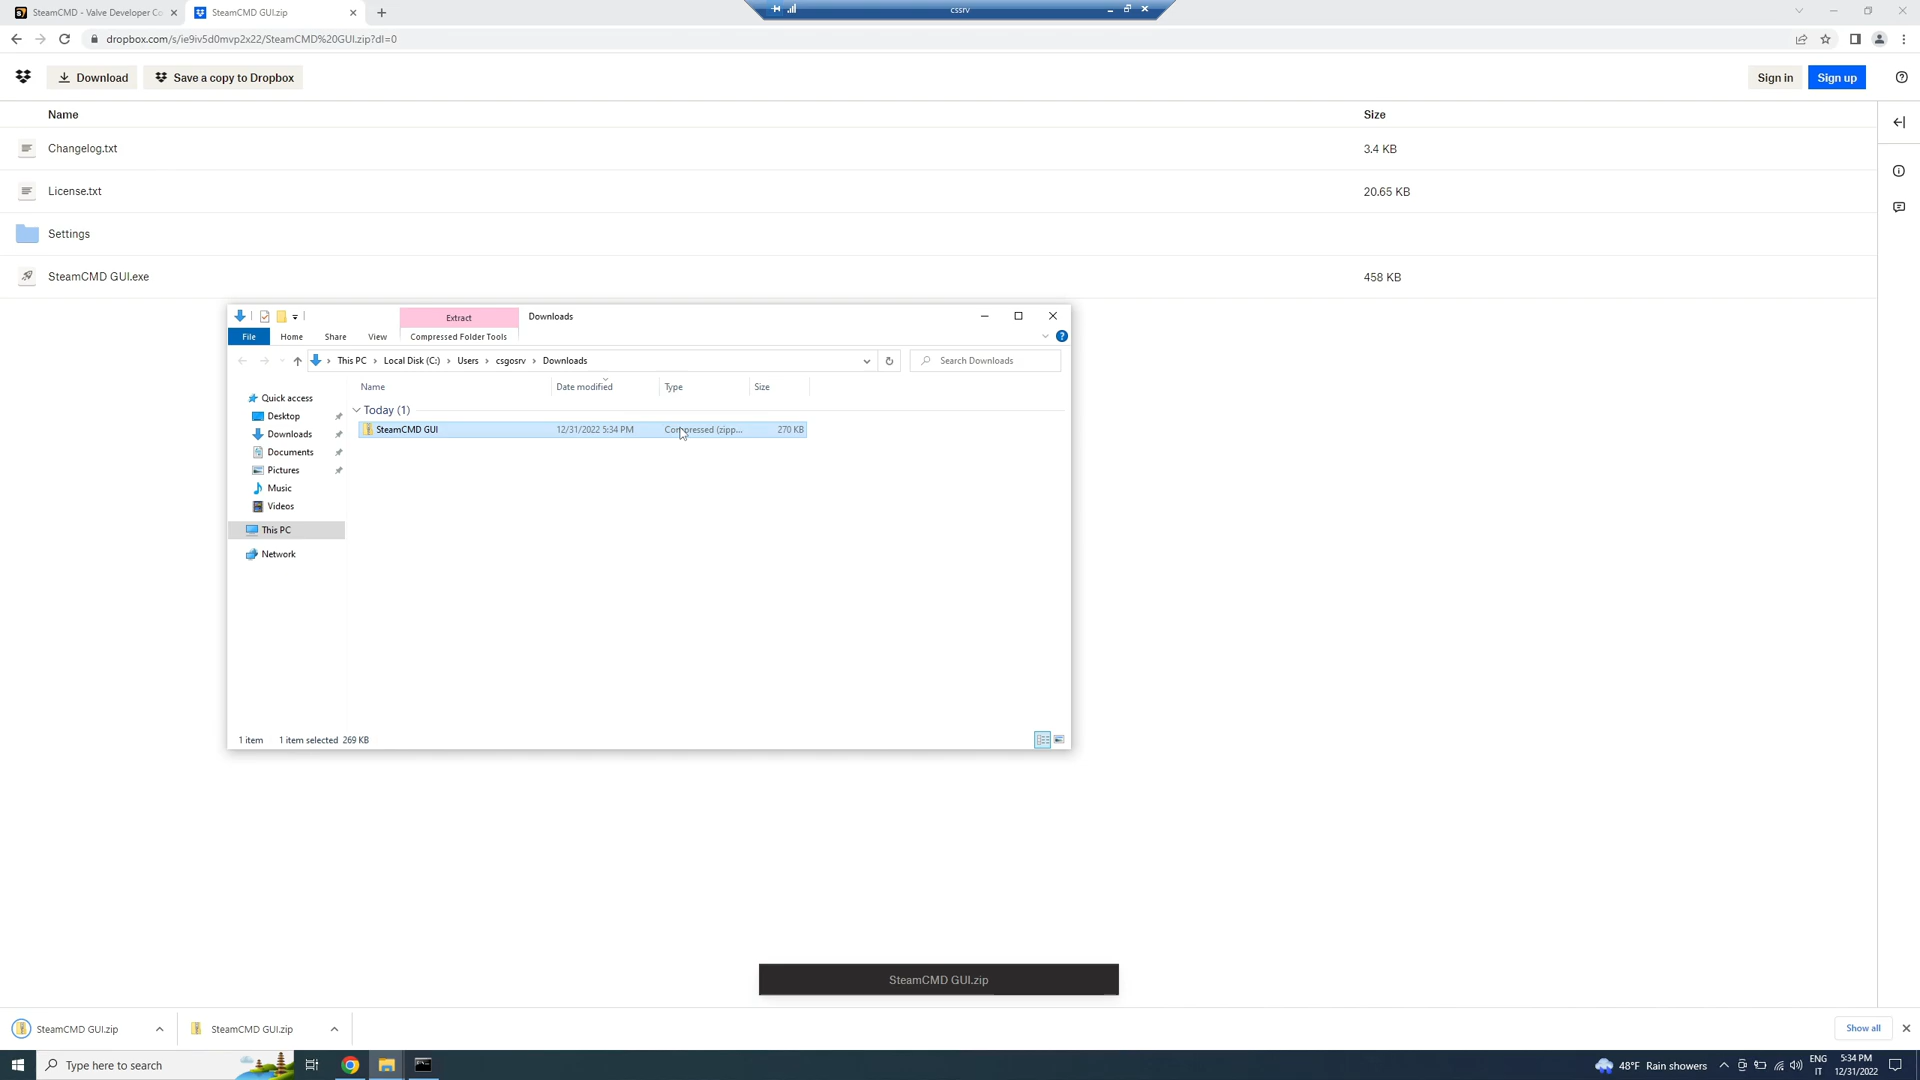 SteamCMD - Valve Developer Co
SteamCMD GUI.zip
cssrv
dropbox.com/s/ie9iv5d0mvp2x22/SteamCMD%20GUI.zip?dl=0
Download
Save a copy to Dropbox
Sign in
Sign up
Name
Size
Changelog.txt
3.4 KB
License.txt
20.65 KB
Settings
SteamCMD GUI.exe
458 KB
Extract
Downloads
File
Home
Share
View
Compressed Folder Tools
This PC
Local Disk (C:)
Users
csgosrv
Downloads
Search Downloads
Name
Date modified
Type
Size
Quick access
Desktop
Downloads
Documents
Pictures
Music
Videos
This PC
Network
Today (1)
SteamCMD GUI
12/31/2022 5:34 PM
Compressed (zipp...
270 KB
1 item
1 item selected 269 KB
SteamCMD GUI.zip
SteamCMD GUI.zip
SteamCMD GUI.zip
Show all
Type here to search
48°F Rain showers
ENG
IT
5:34 PM
12/31/2022